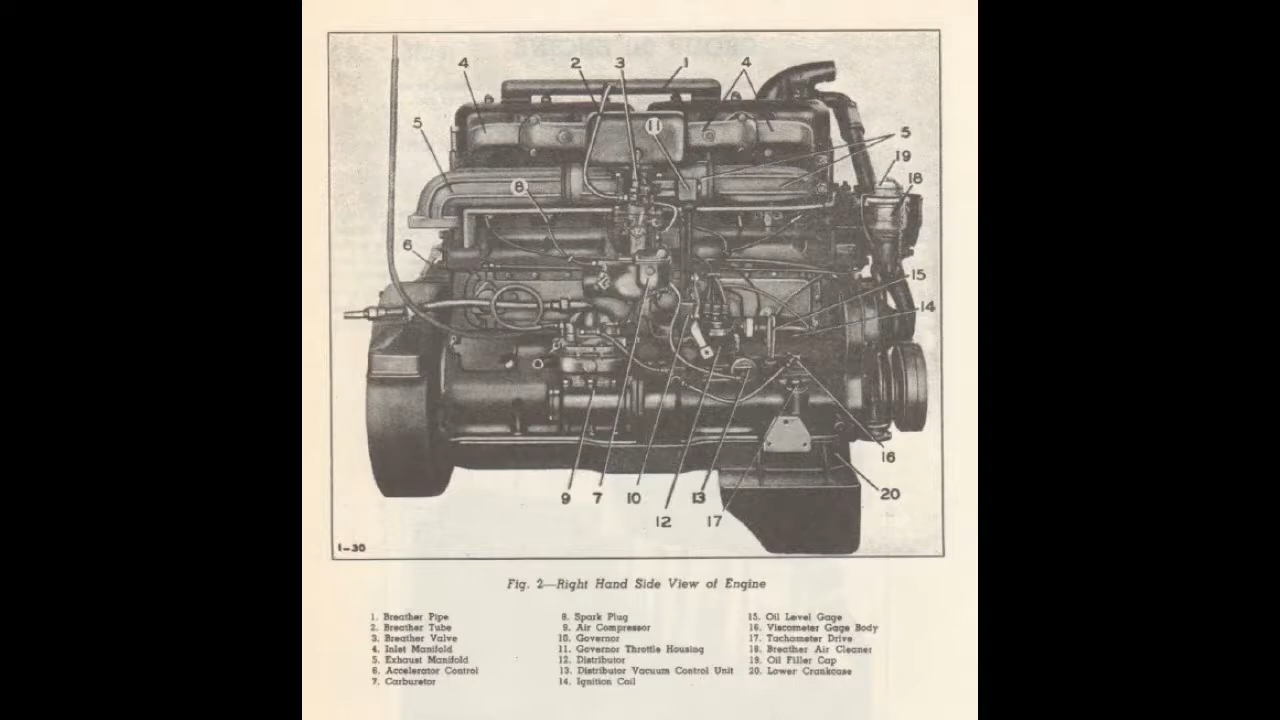 4 2 3 1 4
5 11 5
19
8 18
6
15
14
16
9 7 10 13 20
12 17
1-30
Fig. 2—Right Hand Side View of Engine
1. Breather Pipe
2. Breather Tube
3. Breather Valve
4. Inlet Manifold
5. Exhaust Manifold
6. Accelerator Control
7. Carburetor
8. Spark Plug
9. Air Compressor
10. Governor
11. Governor Throttle Housing
12. Distributor
13. Distributor Vacuum Control Unit
14. Ignition Coil
15. Oil Level Gage
16. Viscometer Gage Body
17. Tachometer Drive
18. Breather Air Cleaner
19. Oil Filler Cap
20. Lower Crankcase